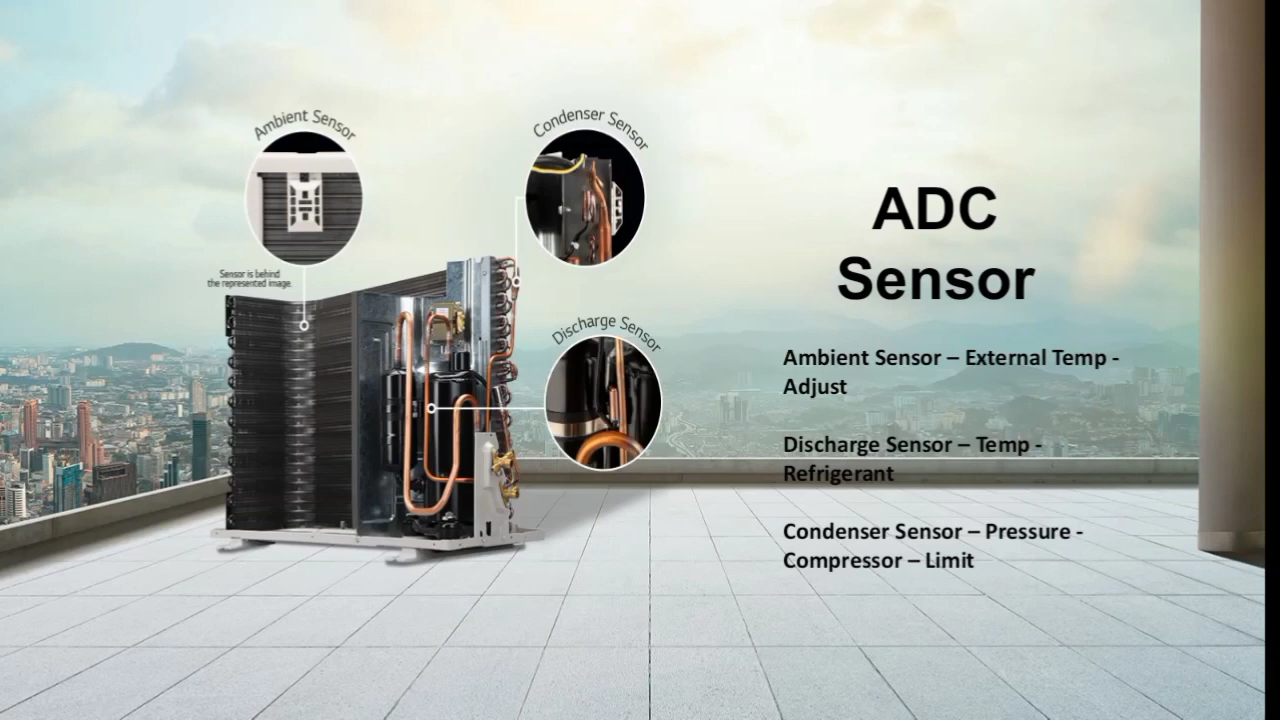 Ambient Sensor
Condenser Sensor
Sensor is behind
the represented image.
Discharge Sensor
ADC
Sensor
Ambient Sensor – External Temp -
Adjust
Discharge Sensor – Temp -
Refrigerant
Condenser Sensor – Pressure -
Compressor – Limit